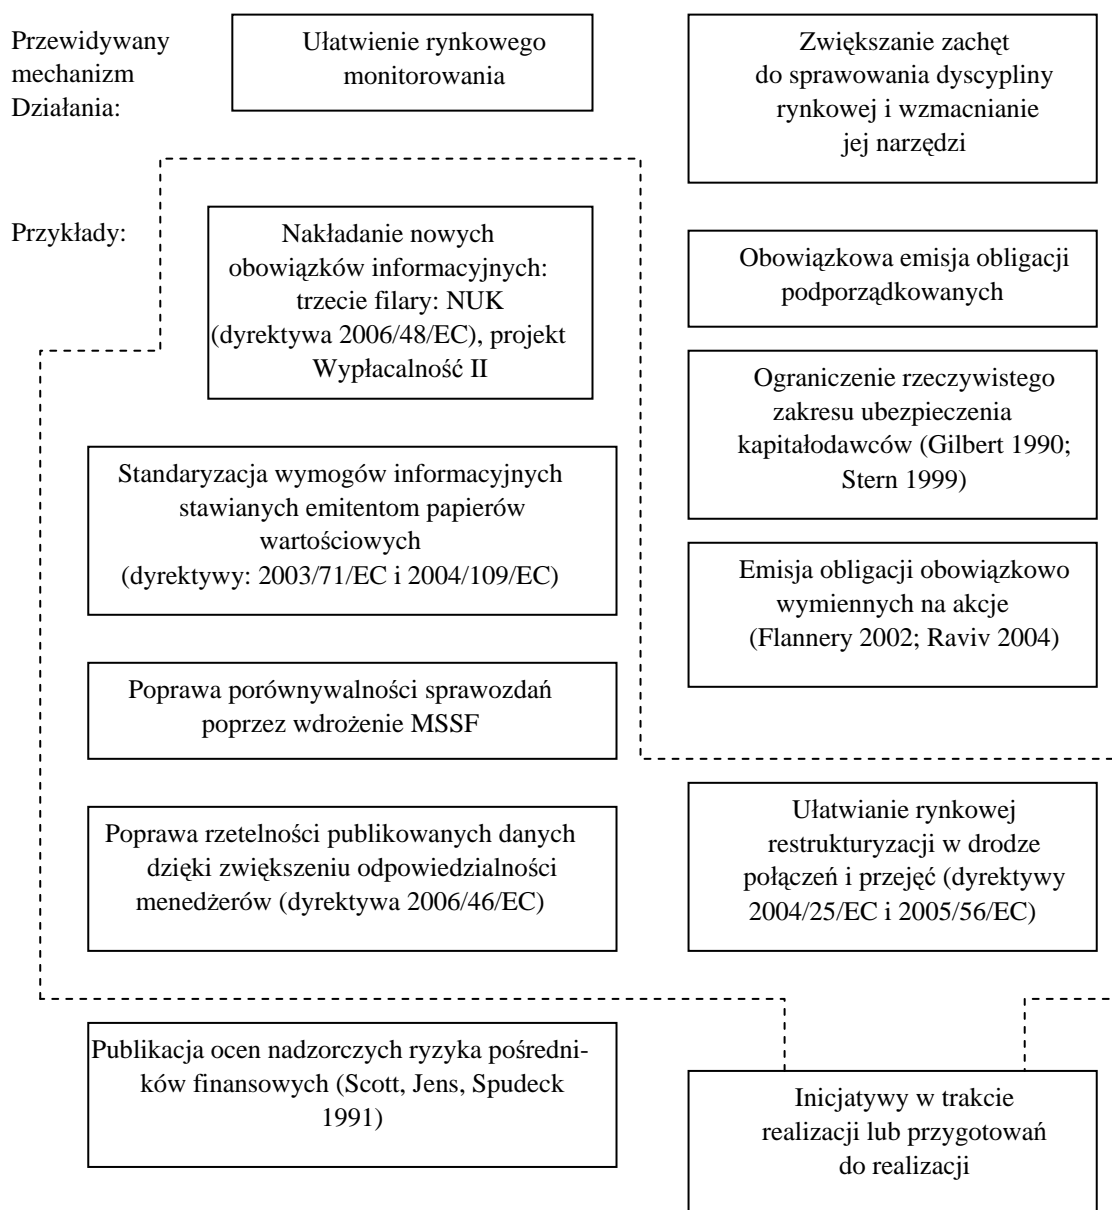 Przewidywany
mechanizm
Działania:
Ułatwienie rynkowego
monitorowania
Zwiększanie zachęt
do sprawowania dyscypliny
rynkowej i wzmacnianie
jej narzędzi
Przykłady:
Nakładanie nowych
obowiązków informacyjnych:
trzecie filary: NUK
(dyrektywa 2006/48/EC), projekt
Wypłacalność II
Standaryzacja wymogów informacyjnych
stawianych emitentom papierów
wartościowych
(dyrektywy: 2003/71/EC i 2004/109/EC)
Poprawa porównywalności sprawozdań
poprzez wdrożenie MSSF
Poprawa rzetelności publikowanych danych
dzięki zwiększeniu odpowiedzialności
menedżerów (dyrektywa 2006/46/EC)
Publikacja ocen nadzorczych ryzyka pośredni-
ków finansowych (Scott, Jens, Spudeck
1991)
Obowiązkowa emisja obligacji
podporządkowanych
Ograniczenie rzeczywistego
zakresu ubezpieczenia
kapitałodawców (Gilbert 1990;
Stern 1999)
Emisja obligacji obowiązkowo
wymiennych na akcje
(Flannery 2002; Raviv 2004)
Ułatwianie rynkowej
restrukturyzacji w drodze
połączeń i przejęć (dyrektywy
2004/25/EC i 2005/56/EC)
Inicjatywy w trakcie
realizacji lub przygotowań
do realizacji